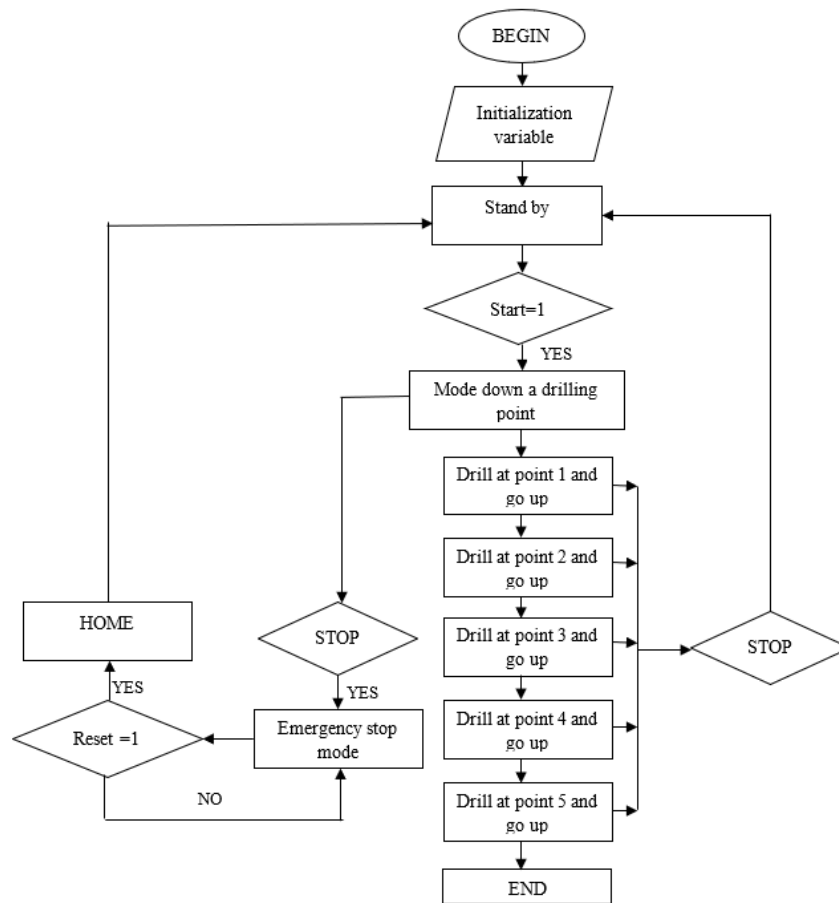 BEGIN
Initialization
variable
Stand by
Start=1
YES
Mode down a drilling
point
Drill at point 1 and
go up
Drill at point 2 and
go up
HOME
STOP
Drill at point 3 and
go up
STOP
YES
YES
Reset =1
Emergency stop
mode
Drill at point 4 and
go up
NO
Drill at point 5 and
go up
END